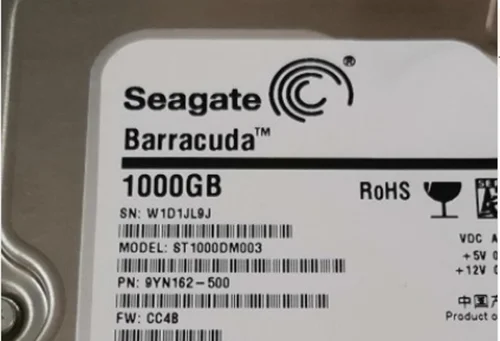 Seagate ®
Barracuda™
1000GB
RoHS
SN: W1D1JL9J
MODEL: ST1000DM003
VDC
+5V
+12V
PN: 9YN162-500
中国
FW: CC4B
Product